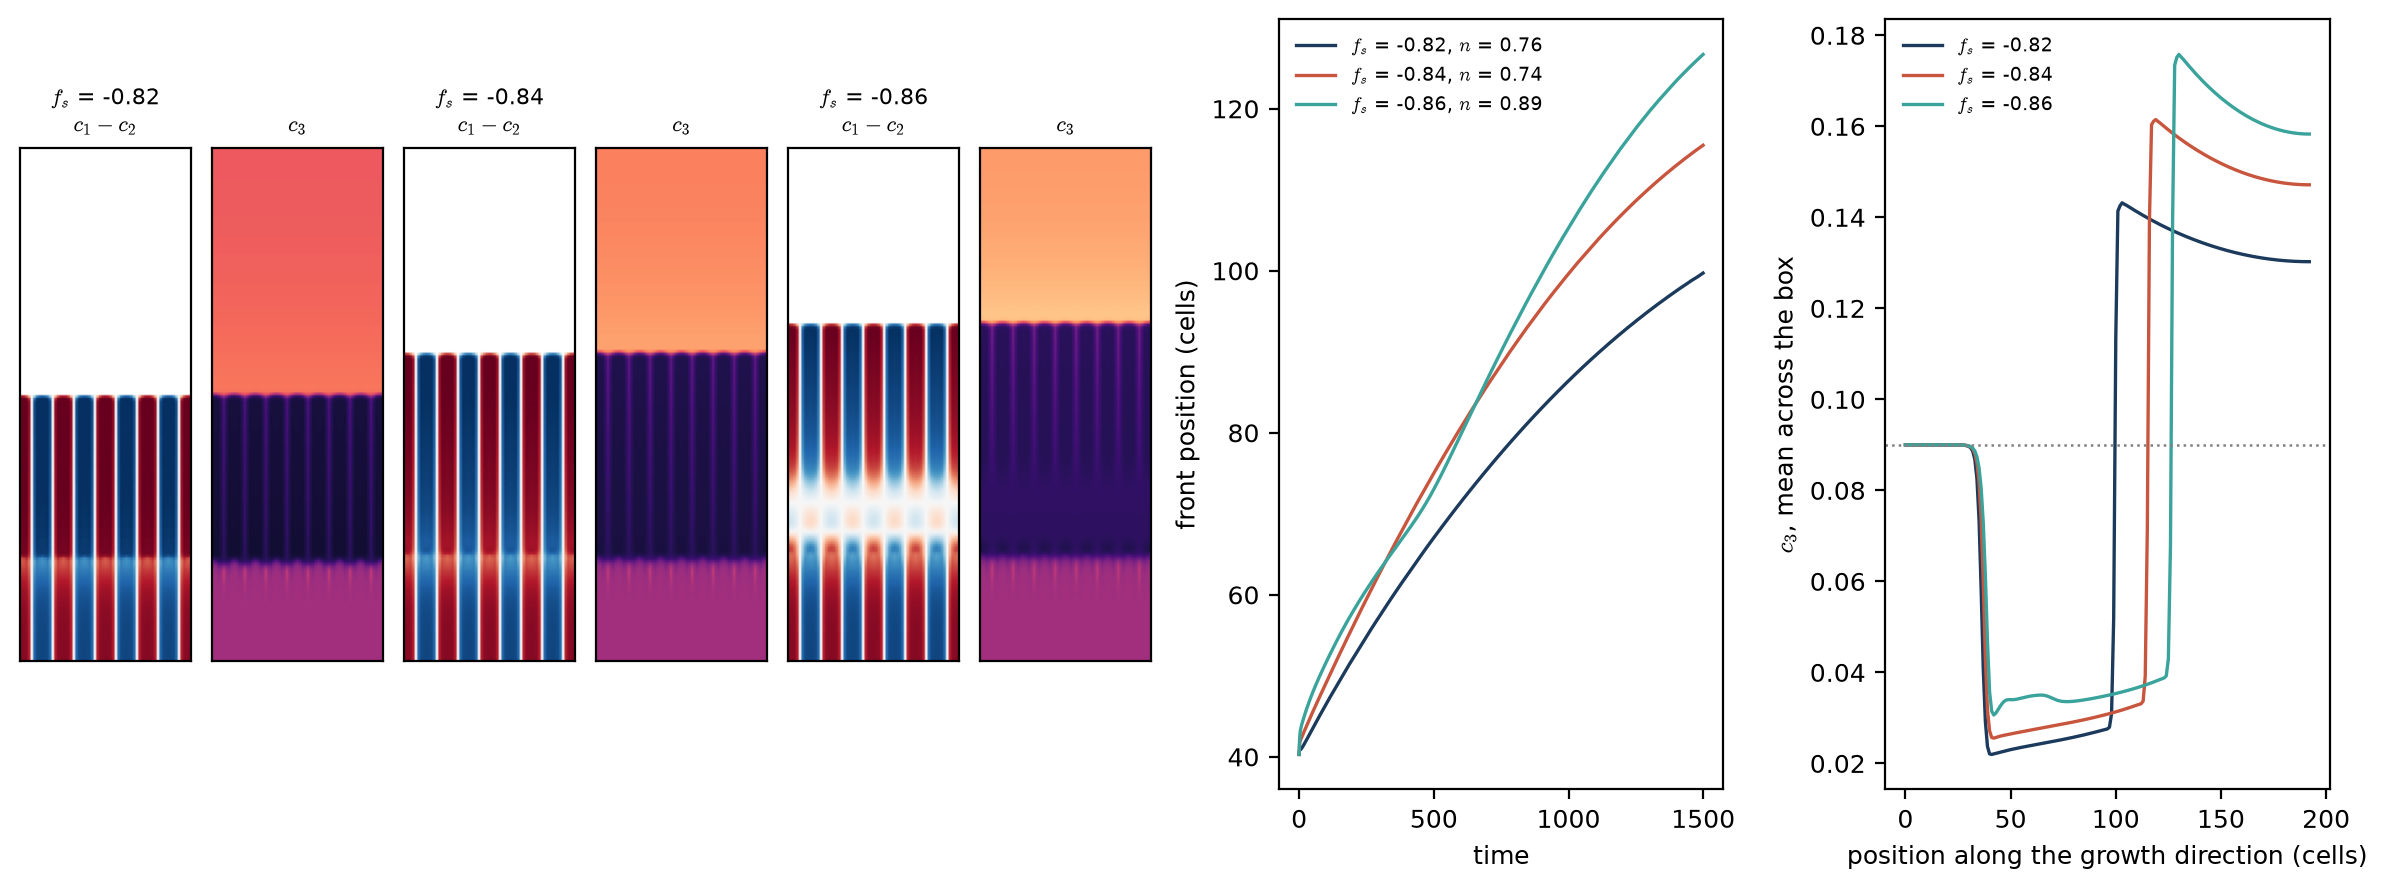 f_s = -0.82
c_1 − c_2
c_3
f_s = -0.84
c_1 − c_2
c_3
f_s = -0.86
c_1 − c_2
c_3
front position (cells)
120
100
80
60
40
f_s = -0.82, n = 0.76
f_s = -0.84, n = 0.74
f_s = -0.86, n = 0.89
0
500
1000
1500
time
c_3, mean across the box
0.18
0.16
0.14
0.12
0.10
0.08
0.06
0.04
0.02
f_s = -0.82
f_s = -0.84
f_s = -0.86
0
50
100
150
200
position along the growth direction (cells)